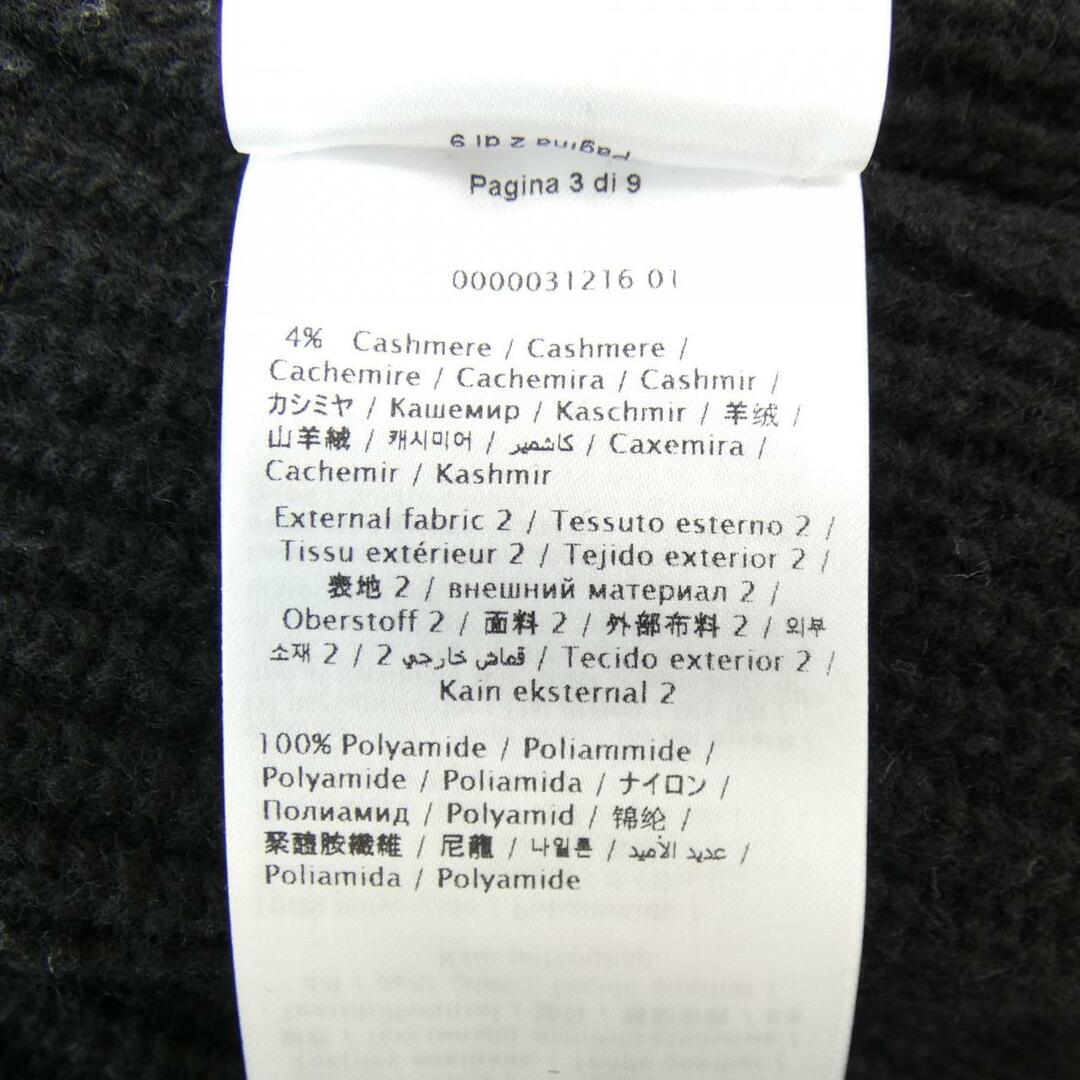 Pagina 2 di 9
Pagina 3 di 9
0000031216 01
4% Cashmere / Cashmere /
Cachemire / Cachemira / Cashmir /
カシミヤ / Кашемир / Kaschmir / 羊绒 /
山羊絨 / 캐시미어 / كاشمير / Caxemira /
Cachemir / Kashmir
External fabric 2 / Tessuto esterno 2 /
Tissu extérieur 2 / Tejido exterior 2 /
表地 2 / внешний материал 2 /
Oberstoff 2 / 面料 2 / 外部布料 2 / 외부
소재 2 / 2 قماش خارجي / Tecido exterior 2 /
Kain eksternal 2
100% Polyamide / Poliammide /
Polyamide / Poliamida / ナイロン /
Полиамид / Polyamid / 锦纶 /
聚醯胺纖維 / 尼龍 / 나일론 / عديد الأميد /
Poliamida / Polyamide